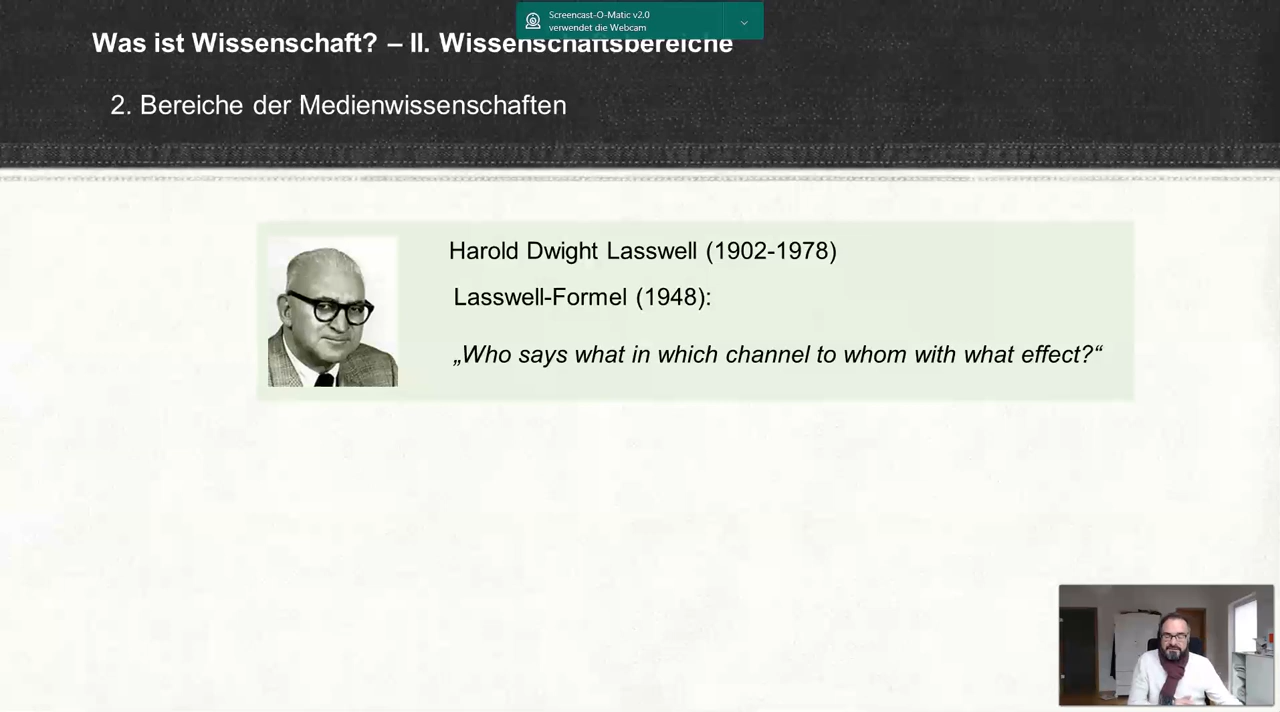 Screencast-O-Matic v2.0
verwendet die Webcam
Was ist Wissenschaft? – II. Wissenschaftsbereiche
2. Bereiche der Medienwissenschaften
Harold Dwight Lasswell (1902-1978)
Lasswell-Formel (1948):
„Who says what in which channel to whom with what effect?“